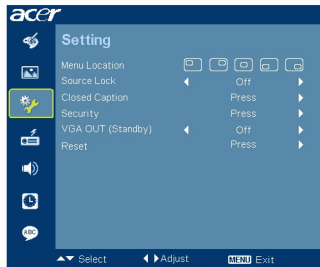 acer
Setting
Menu Location
Source Lock Off
Closed Caption Press
Security Press
VGA OUT (Standby) Off
Reset Press
ABC
Select Adjust MENU Exit